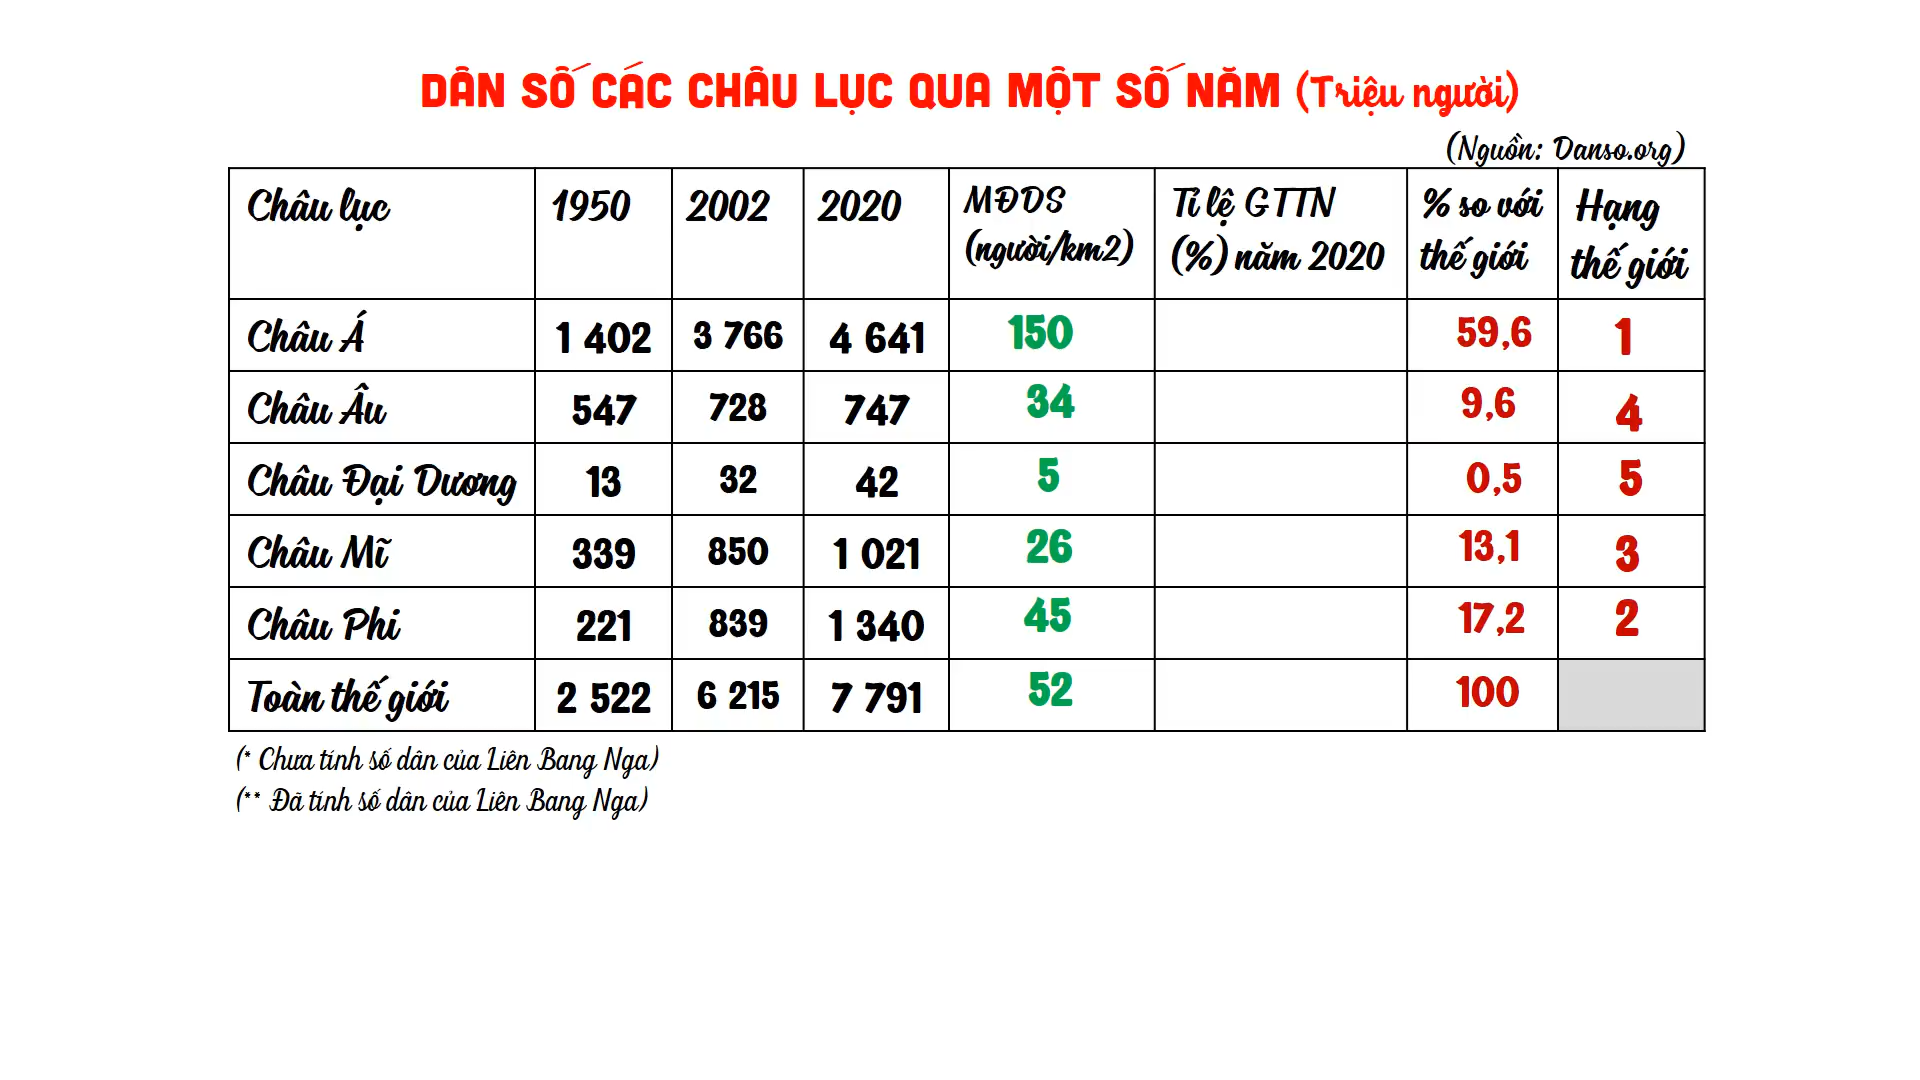 DÂN SỐ CÁC CHÂU LỤC QUA MỘT SỐ NĂM (Triệu người)
(Nguồn: Danso.org)
Châu lục 1950 2002 2020 MĐDS (người/km2) Tỉ lệ GTTN (%) năm 2020 % so với thế giới Hạng thế giới
Châu Á 1 402 3 766 4 641 150 59,6 1
Châu Âu 547 728 747 34 9,6 4
Châu Đại Dương 13 32 42 5 0,5 5
Châu Mĩ 339 850 1 021 26 13,1 3
Châu Phi 221 839 1 340 45 17,2 2
Toàn thế giới 2 522 6 215 7 791 52 100
(* Chưa tính số dân của Liên Bang Nga)
(** Đã tính số dân của Liên Bang Nga)